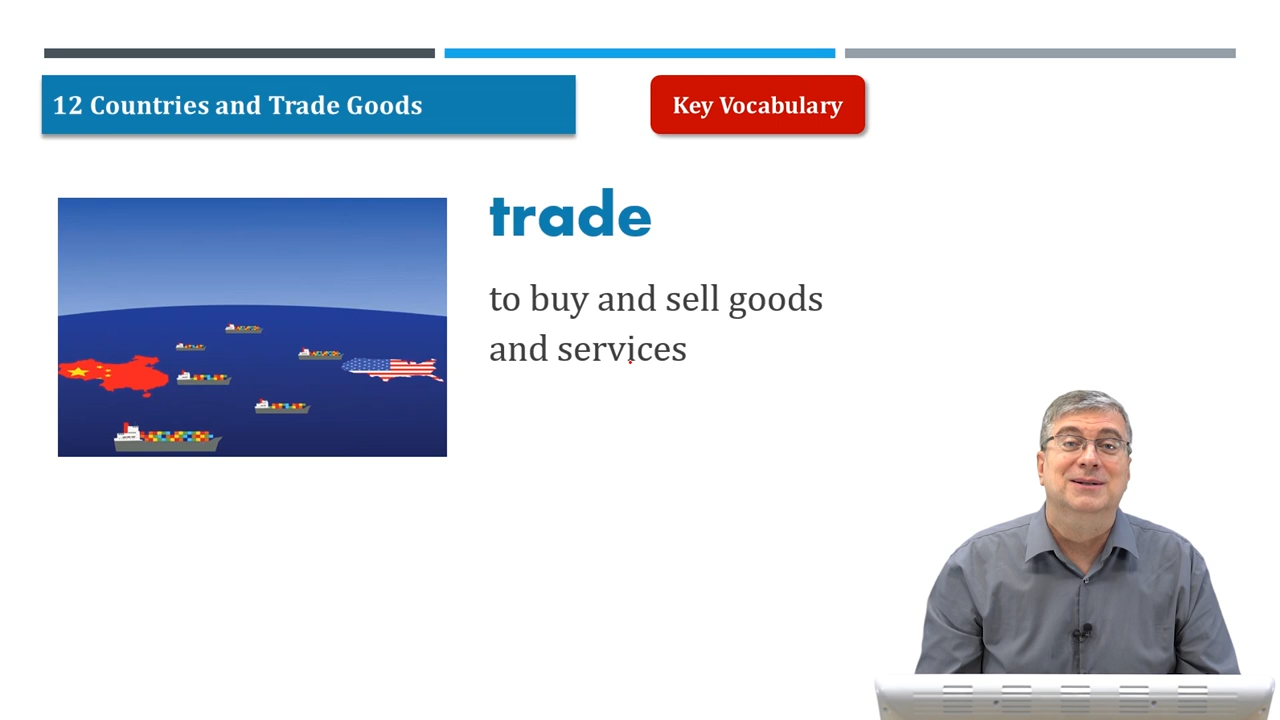 12 Countries and Trade Goods
Key Vocabulary
trade
to buy and sell goods
and services